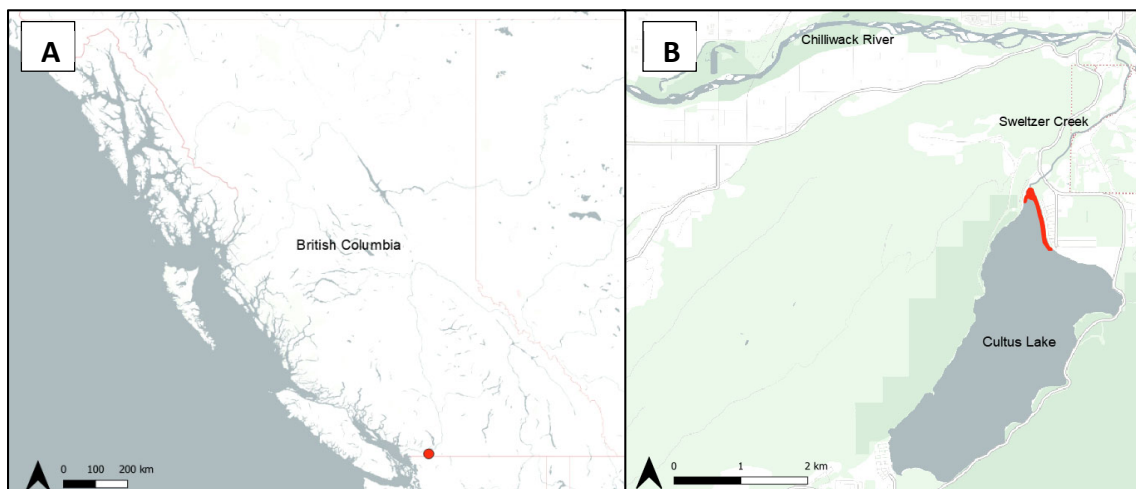 A
British Columbia
0 100 200 km
B
Chilliwack River
Sweltzer Creek
Cultus Lake
0 1 2 km